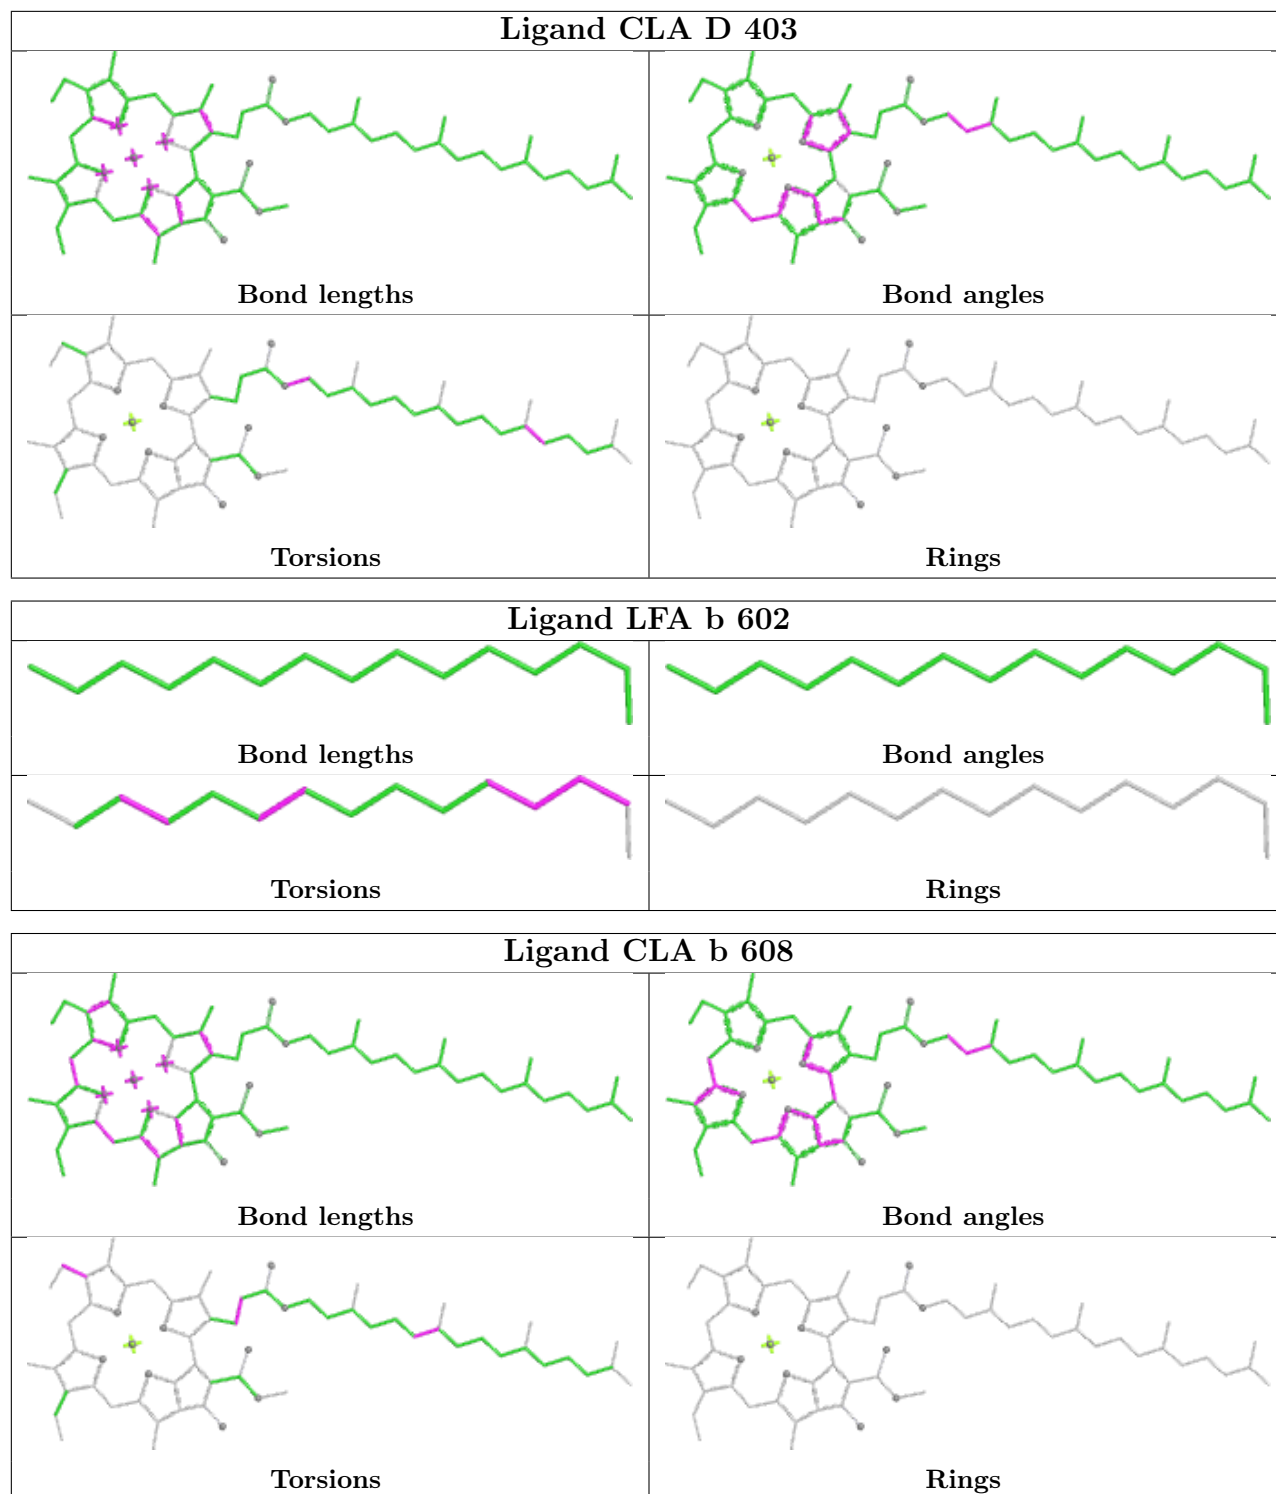 Ligand CLA D 403
Bond lengths
Bond angles
Torsions
Rings
Ligand LFA b 602
Bond lengths
Bond angles
Torsions
Rings
Ligand CLA b 608
Bond lengths
Bond angles
Torsions
Rings